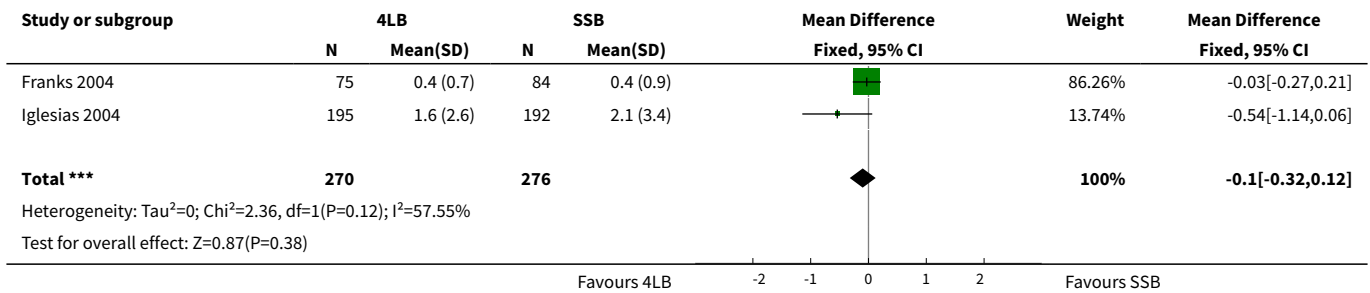 Study or subgroup 4LB SSB Mean Difference Weight Mean Difference
N Mean(SD) N Mean(SD) Fixed, 95% CI Fixed, 95% CI
Franks 2004 75 0.4 (0.7) 84 0.4 (0.9) 86.26% -0.03[-0.27,0.21]
Iglesias 2004 195 1.6 (2.6) 192 2.1 (3.4) 13.74% -0.54[-1.14,0.06]
Total *** 270 276 100% -0.1[-0.32,0.12]
Heterogeneity: Tau²=0; Chi²=2.36, df=1(P=0.12); I²=57.55%
Test for overall effect: Z=0.87(P=0.38)
Favours 4LB -2 -1 0 1 2 Favours SSB